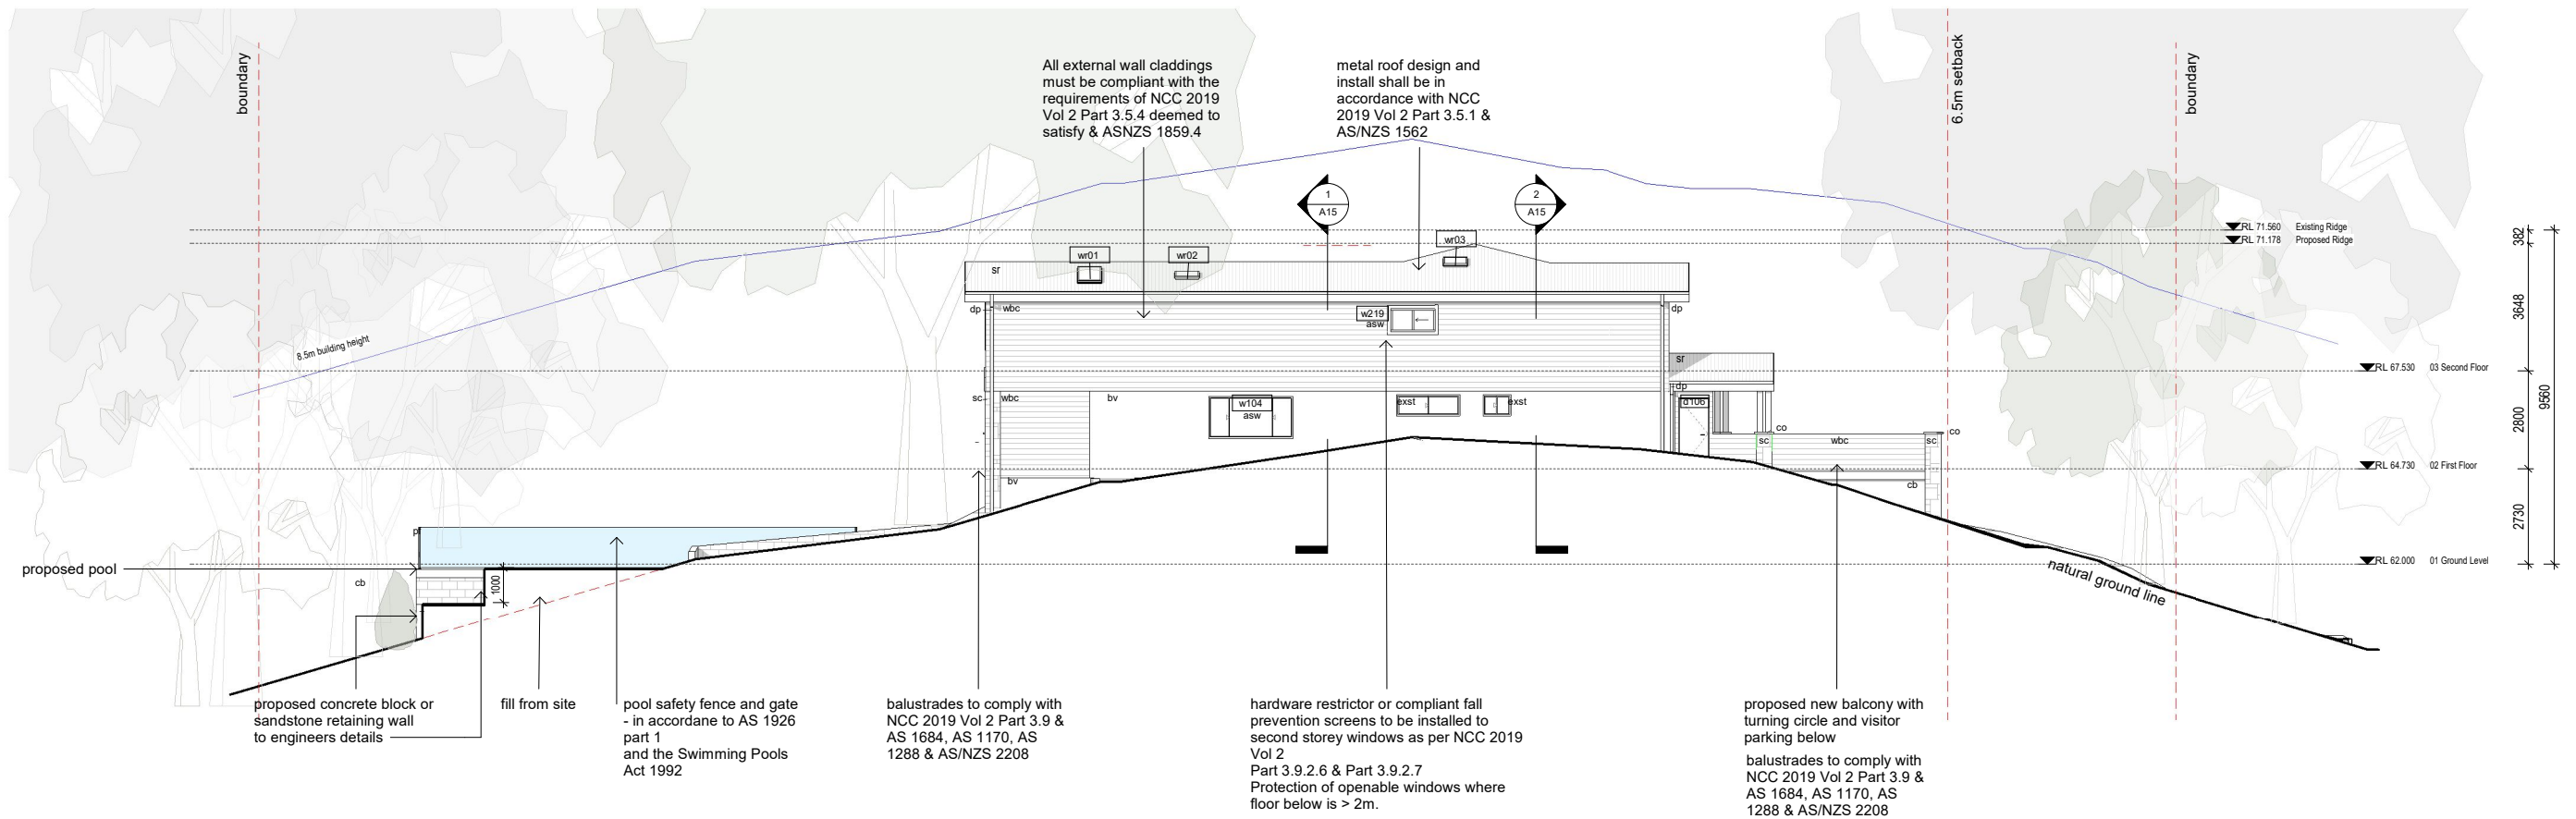 boundary
All external wall claddings
must be compliant with the
requirements of NCC 2019
Vol 2 Part 3.5.4 deemed to
satisfy & ASNZS 1859.4
metal roof design and
install shall be in
accordance with NCC
2019 Vol 2 Part 3.5.1 &
AS/NZS 1562
6.5m setback
boundary
1
A15
2
A15
RL 71.560 Existing Ridge
RL 71.178 Proposed Ridge
382
wr01
wr02
wr03
sr
dp
wbc
w219
asw
dp
3648
8.5m building height
sr
RL 67.530 03 Second Floor
dp
sc
wbc
bv
w104
asw
exst
exst
d106
2800
9560
co
co
sc
wbc
sc
RL 64.730 02 First Floor
bv
cb
2730
p
proposed pool
RL 62.000 01 Ground Level
cb
1000
natural ground line
proposed concrete block or
sandstone retaining wall
to engineers details
fill from site
pool safety fence and gate
- in accordane to AS 1926
part 1
and the Swimming Pools
Act 1992
balustrades to comply with
NCC 2019 Vol 2 Part 3.9 &
AS 1684, AS 1170, AS
1288 & AS/NZS 2208
hardware restrictor or compliant fall
prevention screens to be installed to
second storey windows as per NCC 2019
Vol 2
Part 3.9.2.6 & Part 3.9.2.7
Protection of openable windows where
floor below is > 2m.
proposed new balcony with
turning circle and visitor
parking below
balustrades to comply with
NCC 2019 Vol 2 Part 3.9 &
AS 1684, AS 1170, AS
1288 & AS/NZS 2208